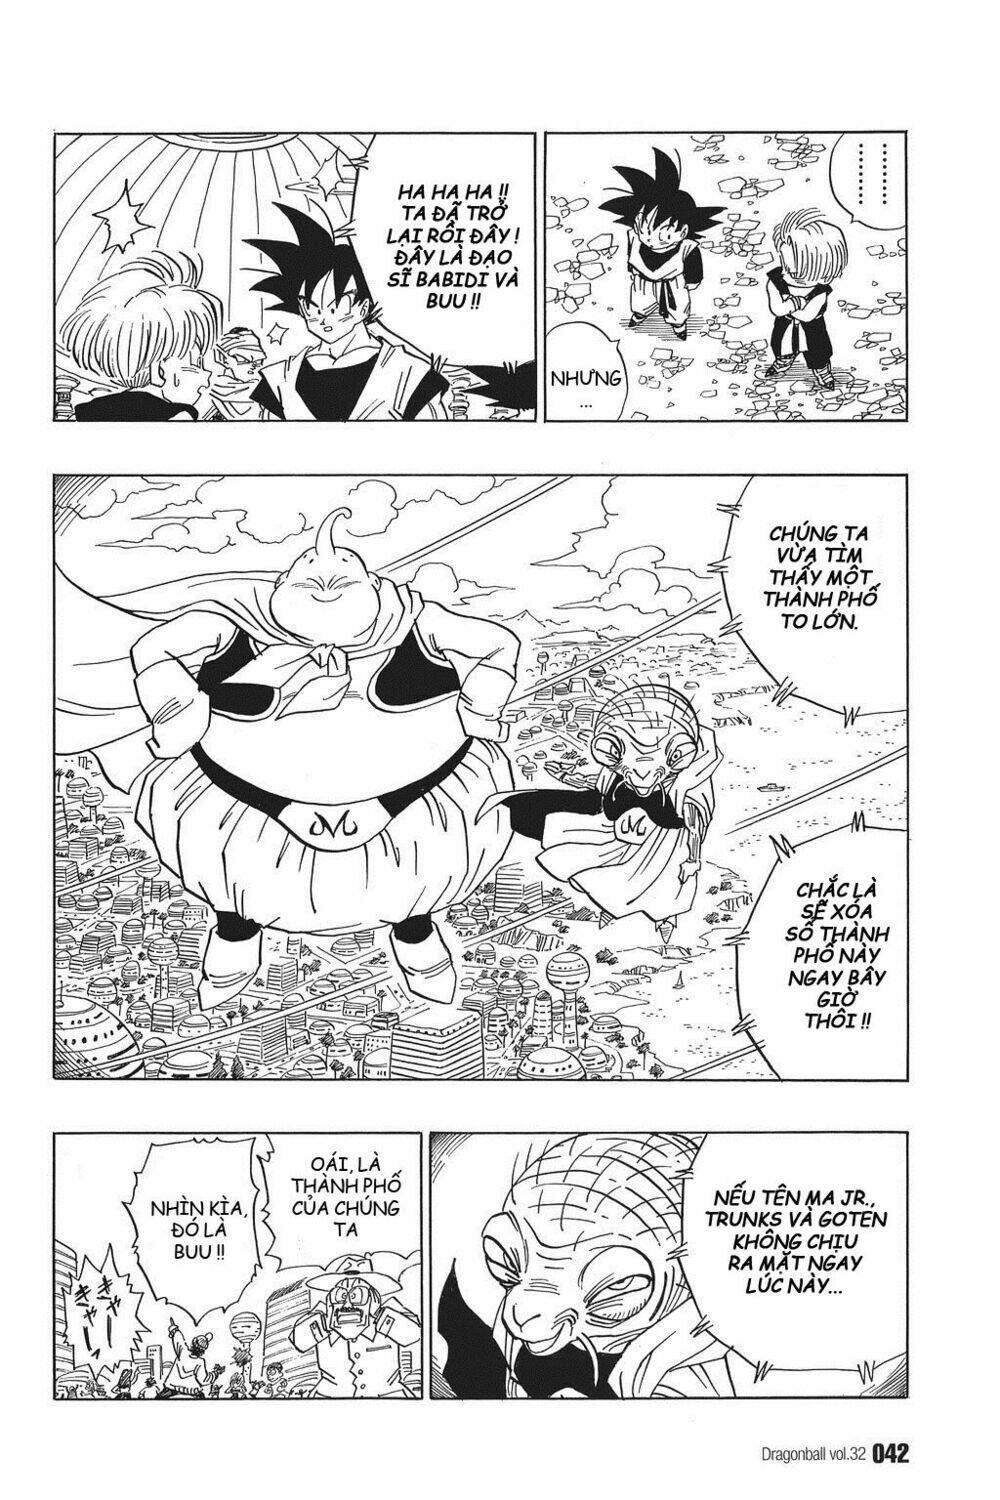 ......
......
NHƯNG
...
HA HA HA !!
TA ĐÃ TRỞ
LẠI RỒI ĐÂY !
ĐÂY LÀ ĐẠO
SĨ BABIDI VÀ
BUU !!
CHÚNG TA
VỪA TÌM
THẤY MỘT
THÀNH PHỐ
TO LỚN.
CHẮC LÀ
SẼ XÓA
SỔ THÀNH
PHỐ NÀY
NGAY BÂY
GIỜ
THÔI !!
NẾU TÊN MA JR.,
TRUNKS VÀ GOTEN
KHÔNG CHỊU
RA MẶT NGAY
LÚC NÀY...
OÁI, LÀ
THÀNH PHỐ
CỦA CHÚNG
TA
NHÌN KÌA,
ĐÓ LÀ
BUU !!
Dragonball vol.32 042